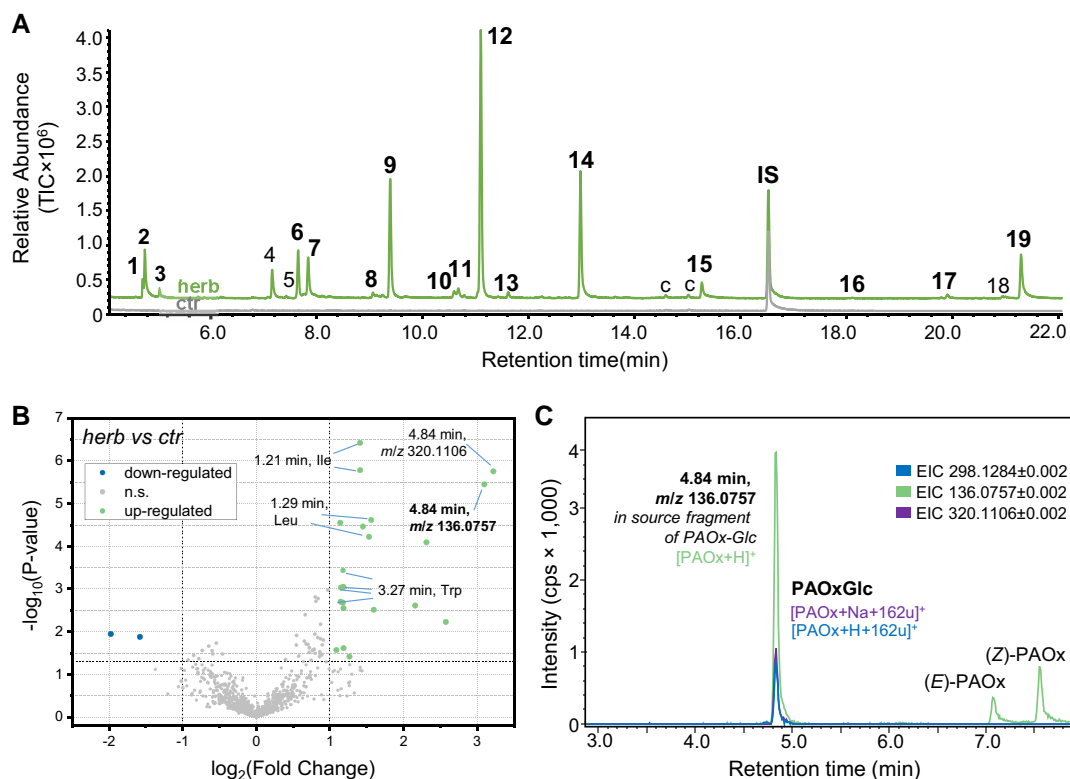 A
Relative Abundance
(TIC×10⁶)
4.0
3.5
3.0
2.5
2.0
1.5
1.0
0.5
0
1
2
3
4
5
6
7
8
9
10
11
12
13
14
c
c
15
IS
16
17
18
19
herb
ctr
6.0 8.0 10.0 12.0 14.0 16.0 18.0 20.0 22.0
Retention time(min)
B
herb vs ctr
down-regulated
n.s.
up-regulated
4.84 min,
m/z 320.1106
1.21 min, Ile
1.29 min,
Leu
4.84 min,
m/z 136.0757
3.27 min, Trp
-log₁₀(P-value)
7
6
5
4
3
2
1
0
-2 -1 0 1 2 3
log₂(Fold Change)
C
4.84 min,
m/z 136.0757
in source fragment
of PAOx-Glc
[PAOx+H]⁺
EIC 298.1284±0.002
EIC 136.0757±0.002
EIC 320.1106±0.002
PAOxGlc
[PAOx+Na+162u]⁺
[PAOx+H+162u]⁺
(Z)-PAOx
(E)-PAOx
Intensity (cps × 1,000)
4
3
2
1
0
3.0 4.0 5.0 6.0 7.0
Retention time (min)